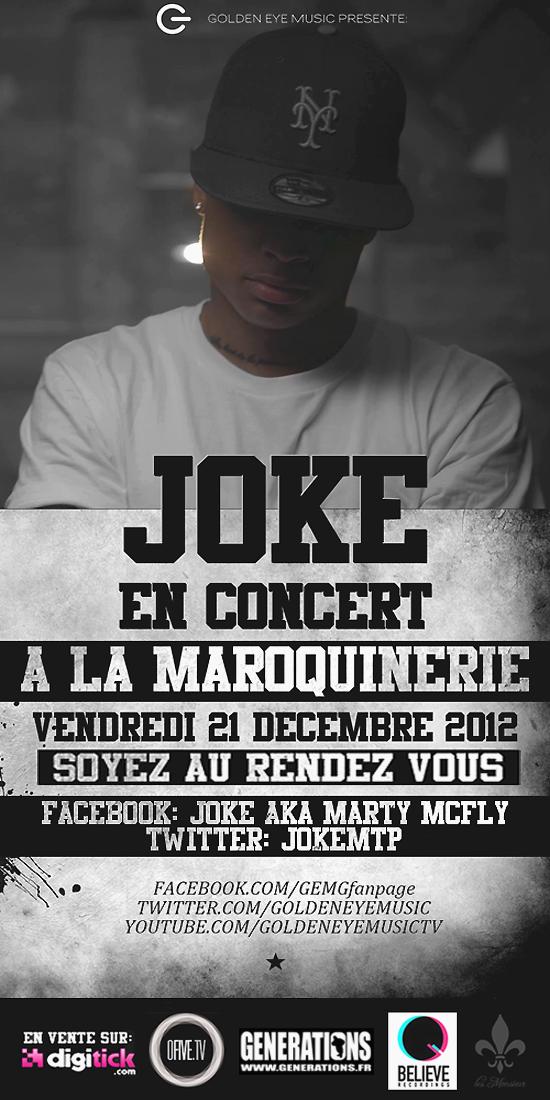 GOLDEN EYE MUSIC PRESENTE:
NY
JOKE
EN CONCERT
A LA MAROQUINERIE
VENDREDI 21 DECEMBRE 2012
SOYEZ AU RENDEZ VOUS
FACEBOOK: JOKE AKA MARTY MCFLY
TWITTER: JOKEMTP
FACEBOOK.COM/GEMGfanpage
TWITTER.COM/GOLDENEYEMUSIC
YOUTUBE.COM/GOLDENEYEMUSICTV
EN VENTE SUR:
digitick
.com
OFIVE.TV
GENERATIONS
WWW.GENERATIONS.FR
BELIEVE
RECORDINGS
les Monsieur